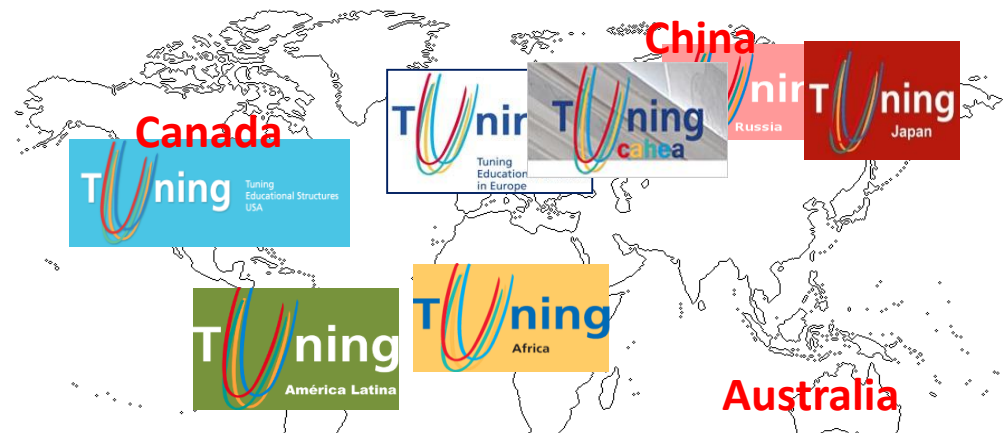 China
Canada
Tuning
Tuning
Educational Structures
USA
Tunin
Tuning
Education
in Europe
Tuning
cahea
nin
Russia
Tuning
Japan
Tuning
América Latina
Tuning
Africa
Australia